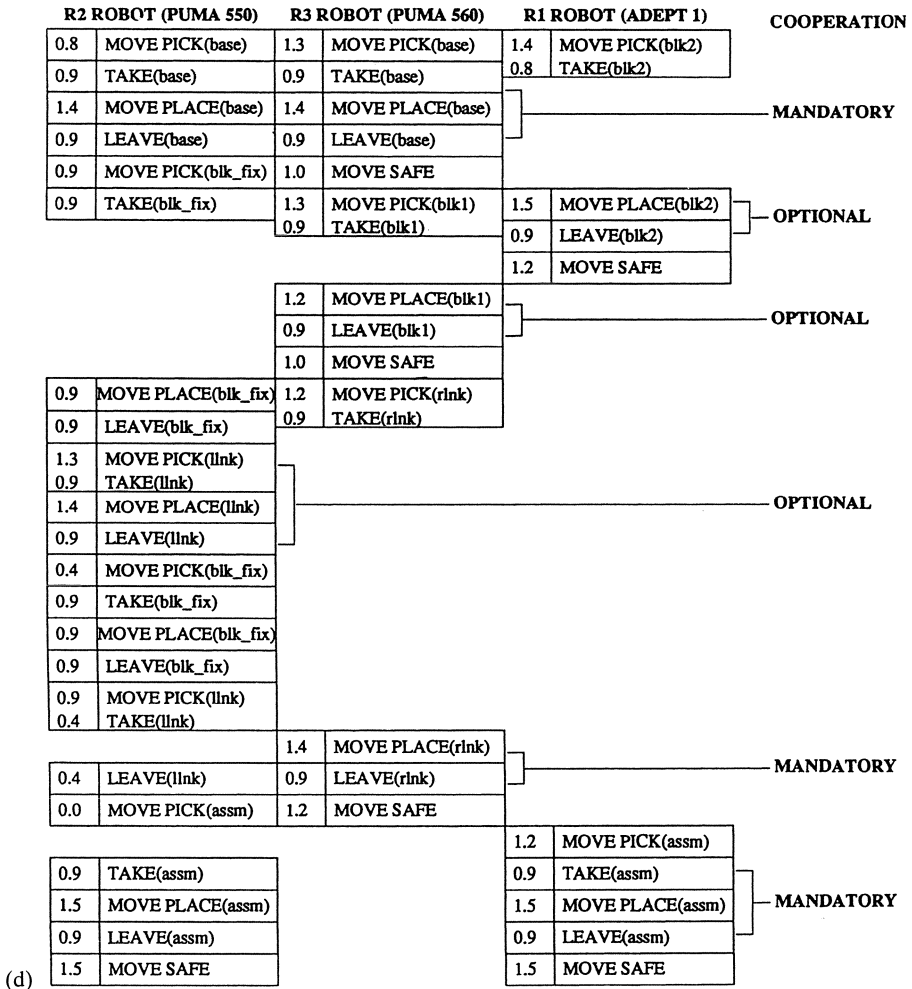 R2 ROBOT (PUMA 550) R3 ROBOT (PUMA 560) R1 ROBOT (ADEPT 1) COOPERATION
0.8 MOVE PICK(base) 1.3 MOVE PICK(base) 1.4 MOVE PICK(blk2)
0.9 TAKE(base) 0.9 TAKE(base) 0.8 TAKE(blk2)
1.4 MOVE PLACE(base) 1.4 MOVE PLACE(base) MANDATORY
0.9 LEAVE(base) 0.9 LEAVE(base)
0.9 MOVE PICK(blk_fix) 1.0 MOVE SAFE
0.9 TAKE(blk_fix) 1.3 MOVE PICK(blk1) 1.5 MOVE PLACE(blk2) OPTIONAL
0.9 TAKE(blk1) 0.9 LEAVE(blk2)
1.2 MOVE SAFE
1.2 MOVE PLACE(blk1) OPTIONAL
0.9 LEAVE(blk1)
1.0 MOVE SAFE
0.9 MOVE PLACE(blk_fix) 1.2 MOVE PICK(rlnk)
0.9 LEAVE(blk_fix) 0.9 TAKE(rlnk)
1.3 MOVE PICK(llnk)
0.9 TAKE(llnk)
1.4 MOVE PLACE(llnk) OPTIONAL
0.9 LEAVE(llnk)
0.4 MOVE PICK(blk_fix)
0.9 TAKE(blk_fix)
0.9 MOVE PLACE(blk_fix)
0.9 LEAVE(blk_fix)
0.9 MOVE PICK(llnk)
0.4 TAKE(llnk)
1.4 MOVE PLACE(rlnk) MANDATORY
0.4 LEAVE(llnk) 0.9 LEAVE(rlnk)
0.0 MOVE PICK(assm) 1.2 MOVE SAFE
1.2 MOVE PICK(assm)
0.9 TAKE(assm) 0.9 TAKE(assm)
1.5 MOVE PLACE(assm) 1.5 MOVE PLACE(assm) MANDATORY
0.9 LEAVE(assm) 0.9 LEAVE(assm)
(d) 1.5 MOVE SAFE 1.5 MOVE SAFE